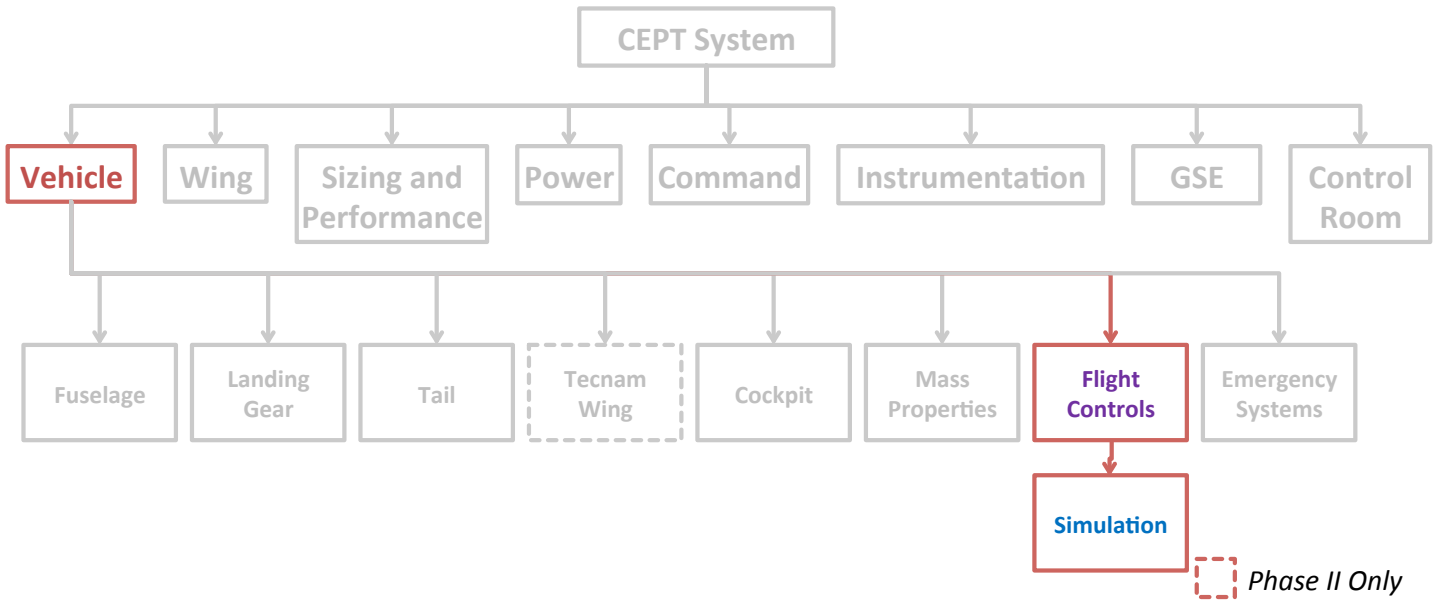 CEPT System
Vehicle
Wing
Sizing and
Performance
Power
Command
Instrumentation
GSE
Control
Room
Fuselage
Landing
Gear
Tail
Tecnam
Wing
Cockpit
Mass
Properties
Flight
Controls
Emergency
Systems
Simulation
Phase II Only